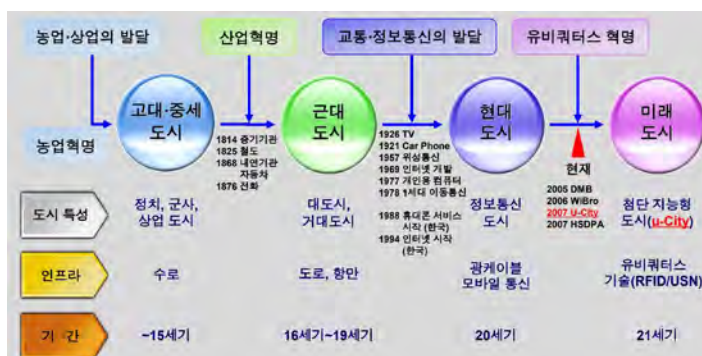 농업·상업의 발달
산업혁명
교통·정보통신의 발달
유비쿼터스 혁명
고대·중세
도시
근대
도시
현대
도시
미래
도시
농업혁명
1814 증기기관
1825 철도
1868 내연기관
자동차
1876 전화
1926 TV
1921 Car Phone
1957 위성통신
1969 인터넷 개발
1977 개인용 컴퓨터
1978 1세대 이동통신
1988 휴대폰 서비스
시작 (한국)
1994 인터넷 시작
(한국)
현재
2005 DMB
2006 WiBro
2007 U-City
2007 HSDPA
도시 특성
정치, 군사,
상업 도시
대도시,
거대도시
정보통신
도시
첨단 지능형
도시(u-City)
인프라
수로
도로, 항만
광케이블
모바일 통신
유비쿼터스
기술(RFID/USN)
기 간
~15세기
16세기~19세기
20세기
21세기